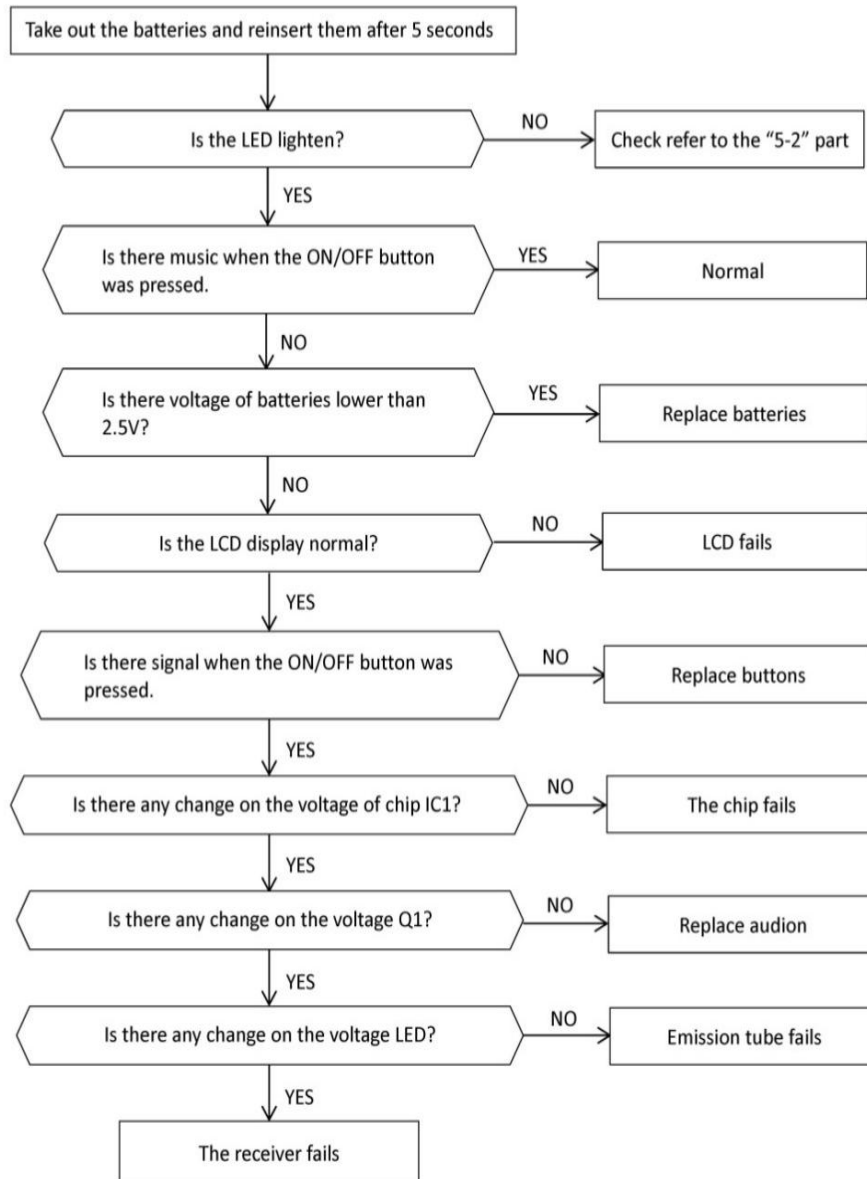 Take out the batteries and reinsert them after 5 seconds
Is the LED lighten?
NO
Check refer to the “5-2” part
YES
Is there music when the ON/OFF button
was pressed.
YES
Normal
NO
Is there voltage of batteries lower than
2.5V?
YES
Replace batteries
NO
Is the LCD display normal?
NO
LCD fails
YES
Is there signal when the ON/OFF button was
pressed.
NO
Replace buttons
YES
Is there any change on the voltage of chip IC1?
NO
The chip fails
YES
Is there any change on the voltage Q1?
NO
Replace audion
YES
Is there any change on the voltage LED?
NO
Emission tube fails
YES
The receiver fails